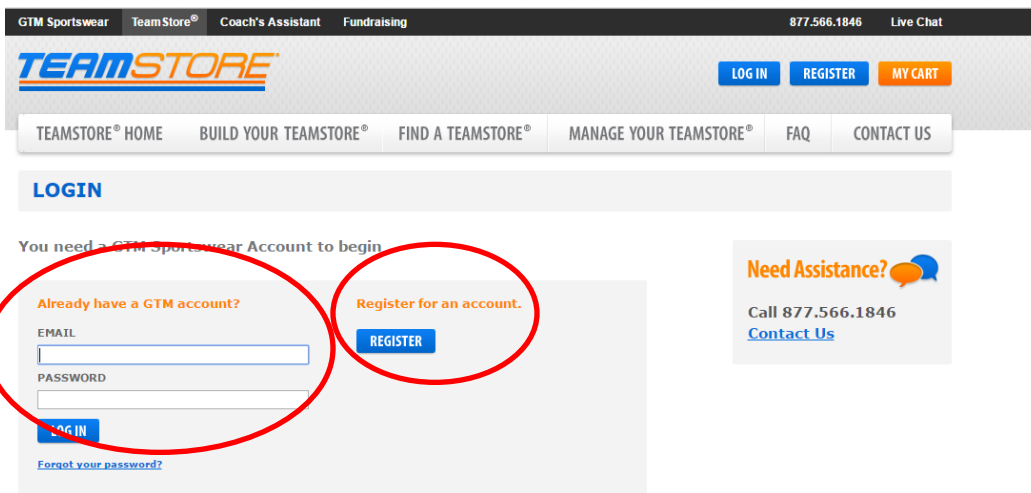 GTM Sportswear TeamStore® Coach's Assistant Fundraising 877.566.1846 Live Chat
TEAMSTORE®
LOG IN REGISTER MY CART
TEAMSTORE® HOME BUILD YOUR TEAMSTORE® FIND A TEAMSTORE® MANAGE YOUR TEAMSTORE® FAQ CONTACT US
LOGIN
You need a GTM Sportswear Account to begin
Already have a GTM account?
EMAIL
PASSWORD
LOG IN
Forgot your password?
Register for an account.
REGISTER
Need Assistance?
Call 877.566.1846
Contact Us